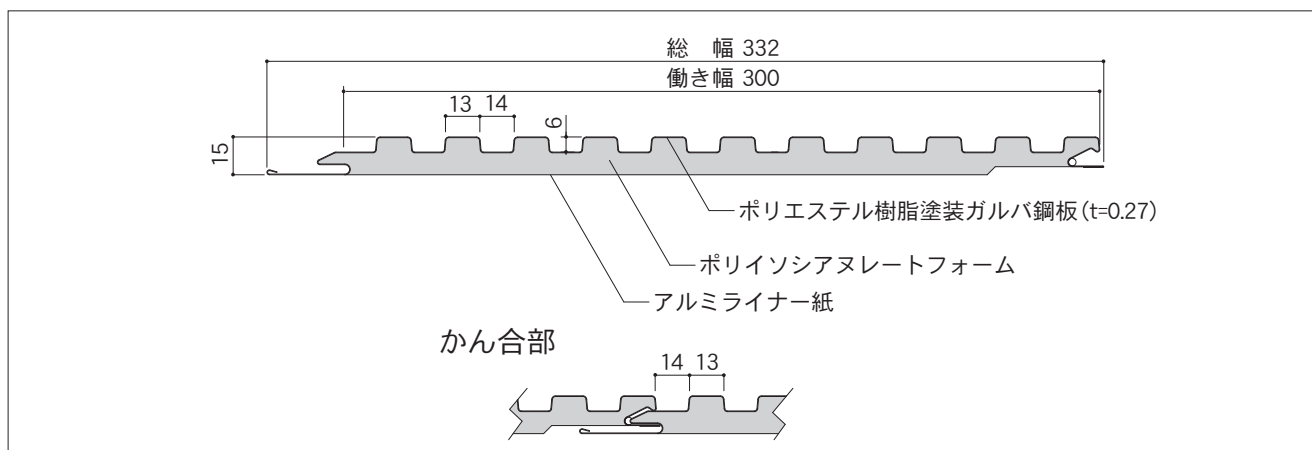 総　幅 332
働き幅 300
13 14
6
15
ポリエステル樹脂塗装ガルバ鋼板(t=0.27)
ポリイソシアヌレートフォーム
アルミライナー紙
かん合部
14 13